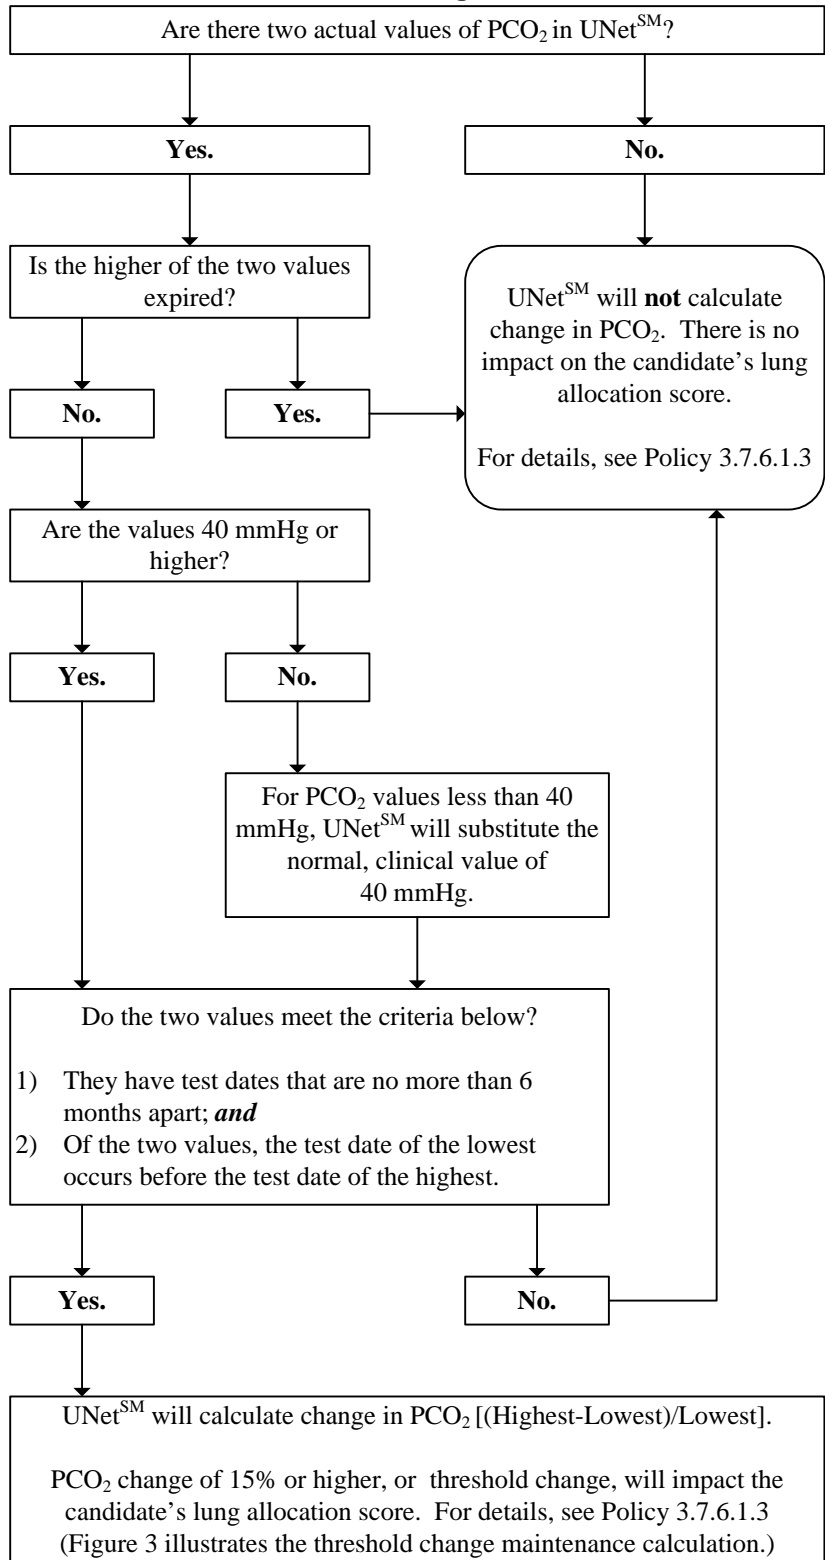 Are there two actual values of PCO₂ in UNetˢᴹ?
Yes.
No.
Is the higher of the two values
expired?
UNetˢᴹ will not calculate
change in PCO₂. There is no
impact on the candidate's lung
allocation score.
For details, see Policy 3.7.6.1.3
No.
Yes.
Are the values 40 mmHg or
higher?
Yes.
No.
For PCO₂ values less than 40
mmHg, UNetˢᴹ will substitute the
normal, clinical value of
40 mmHg.
Do the two values meet the criteria below?
1) They have test dates that are no more than 6
months apart; and
2) Of the two values, the test date of the lowest
occurs before the test date of the highest.
Yes.
No.
UNetˢᴹ will calculate change in PCO₂ [(Highest-Lowest)/Lowest].
PCO₂ change of 15% or higher, or threshold change, will impact the
candidate's lung allocation score. For details, see Policy 3.7.6.1.3
(Figure 3 illustrates the threshold change maintenance calculation.)